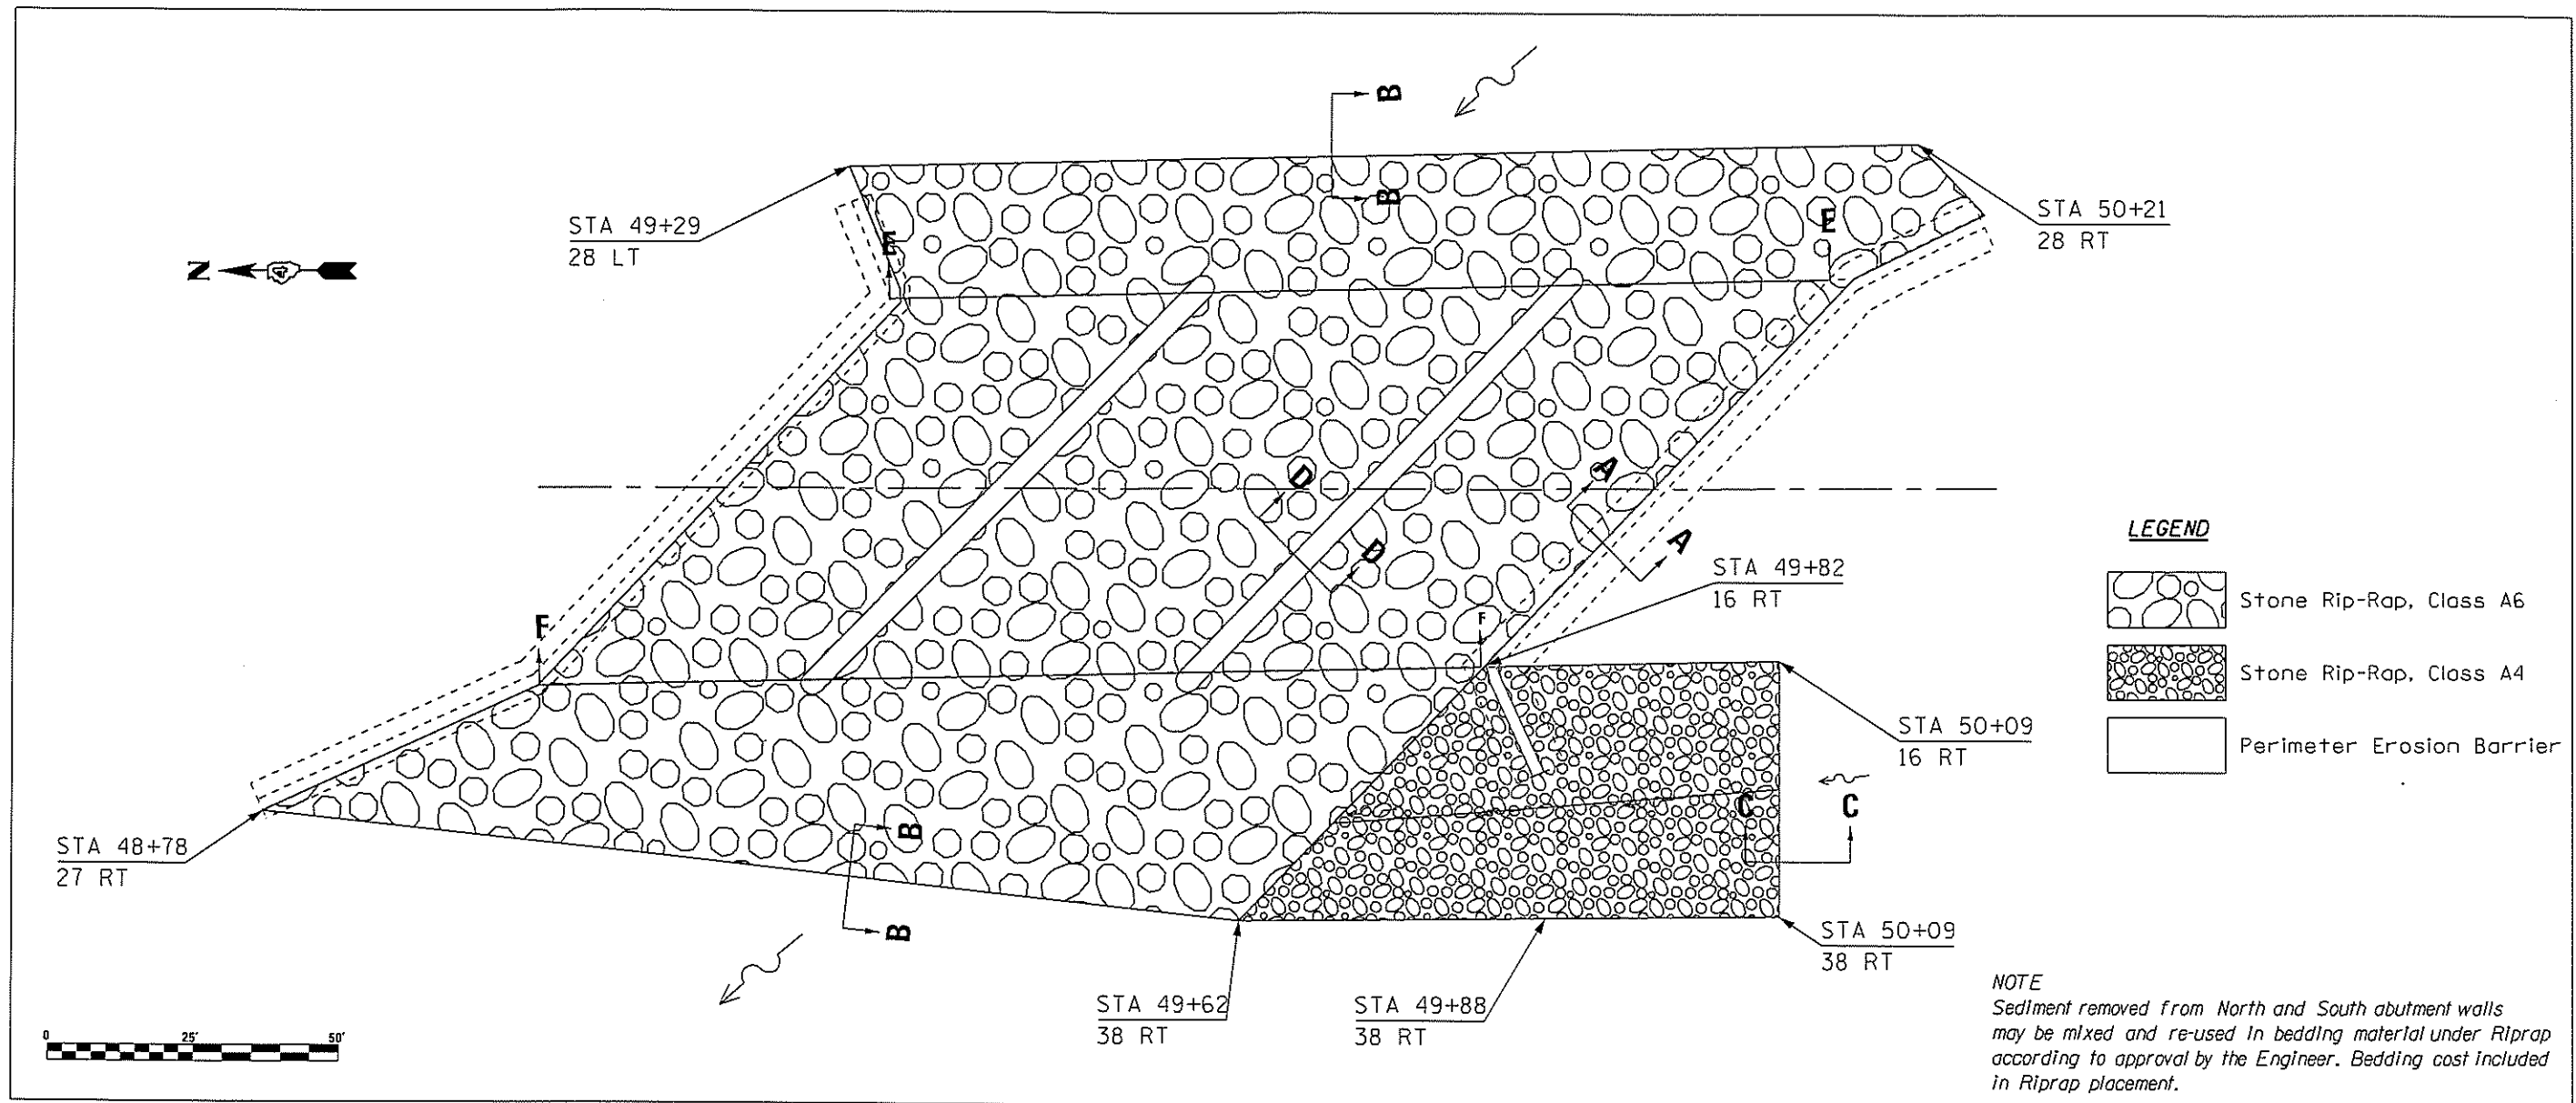 B
B
STA 49+29
28 LT
STA 50+21
28 RT
E
E
N
D
D
A
A
LEGEND
Stone Rip-Rap, Class A6
Stone Rip-Rap, Class A4
Perimeter Erosion Barrier
STA 49+82
16 RT
F
F
STA 50+09
16 RT
C
C
B
B
STA 48+78
27 RT
STA 50+09
38 RT
STA 49+62
38 RT
STA 49+88
38 RT
0
25'
50'
NOTE
Sediment removed from North and South abutment walls
may be mixed and re-used in bedding material under Riprap
according to approval by the Engineer. Bedding cost included
in Riprap placement.